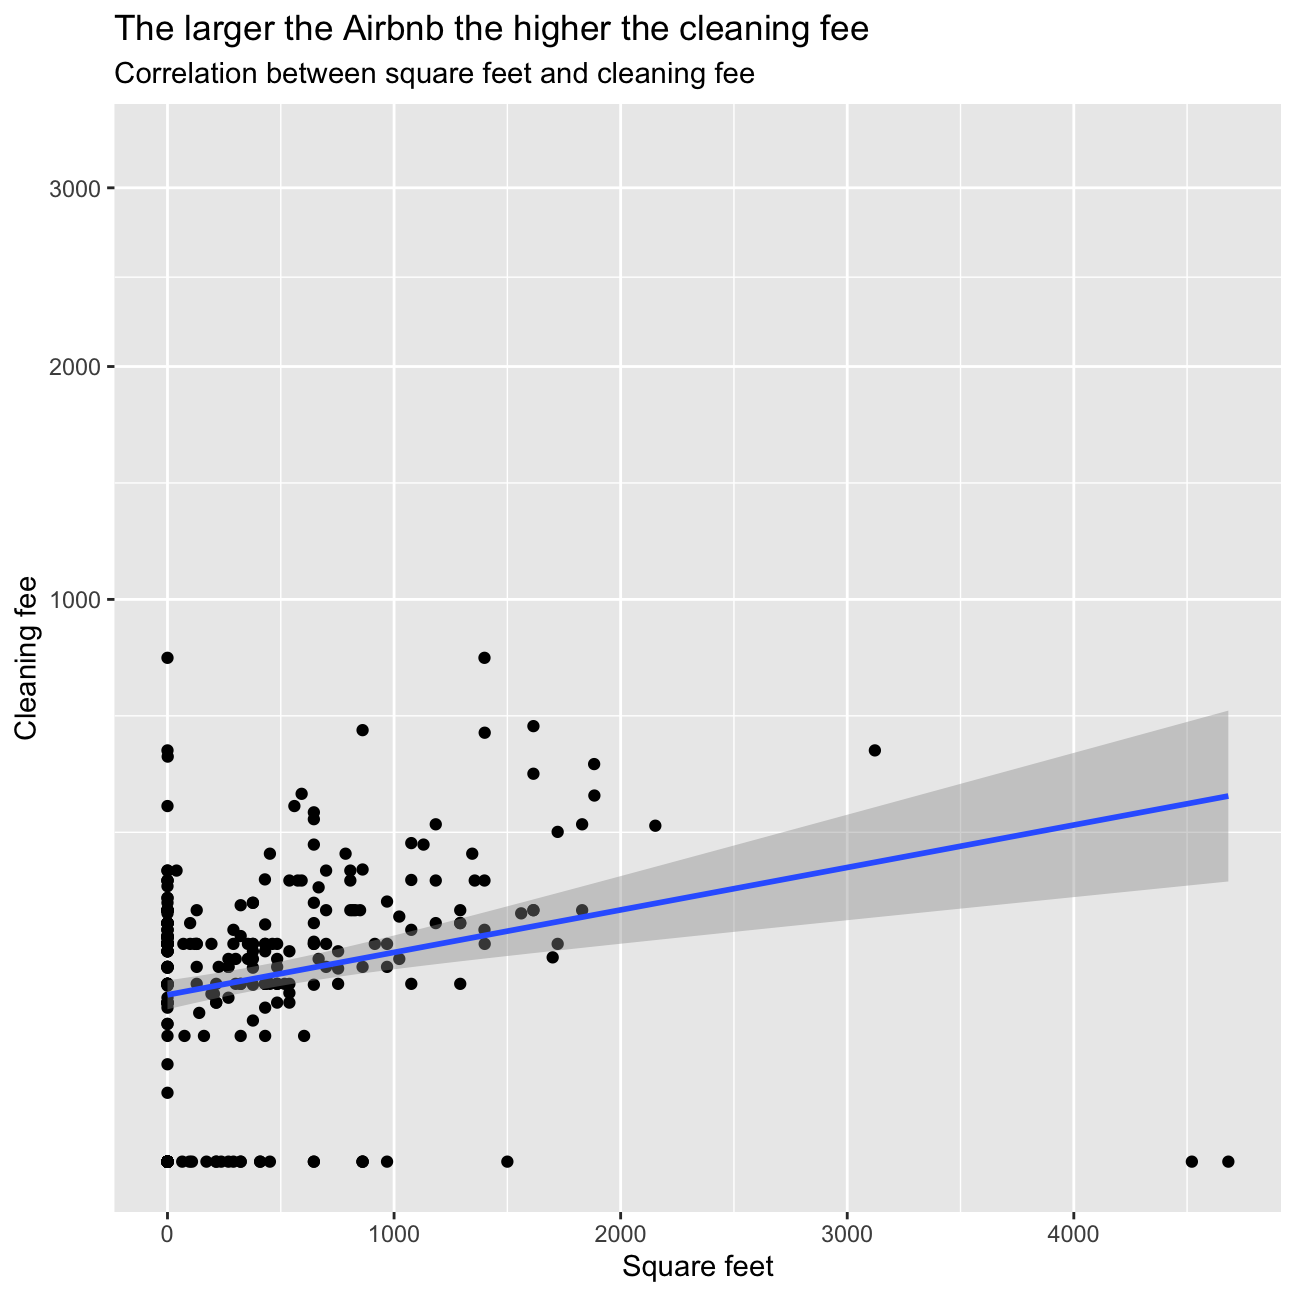 The larger the Airbnb the higher the cleaning fee
Correlation between square feet and cleaning fee
3000
2000
1000
Cleaning fee
0 1000 2000 3000 4000
Square feet